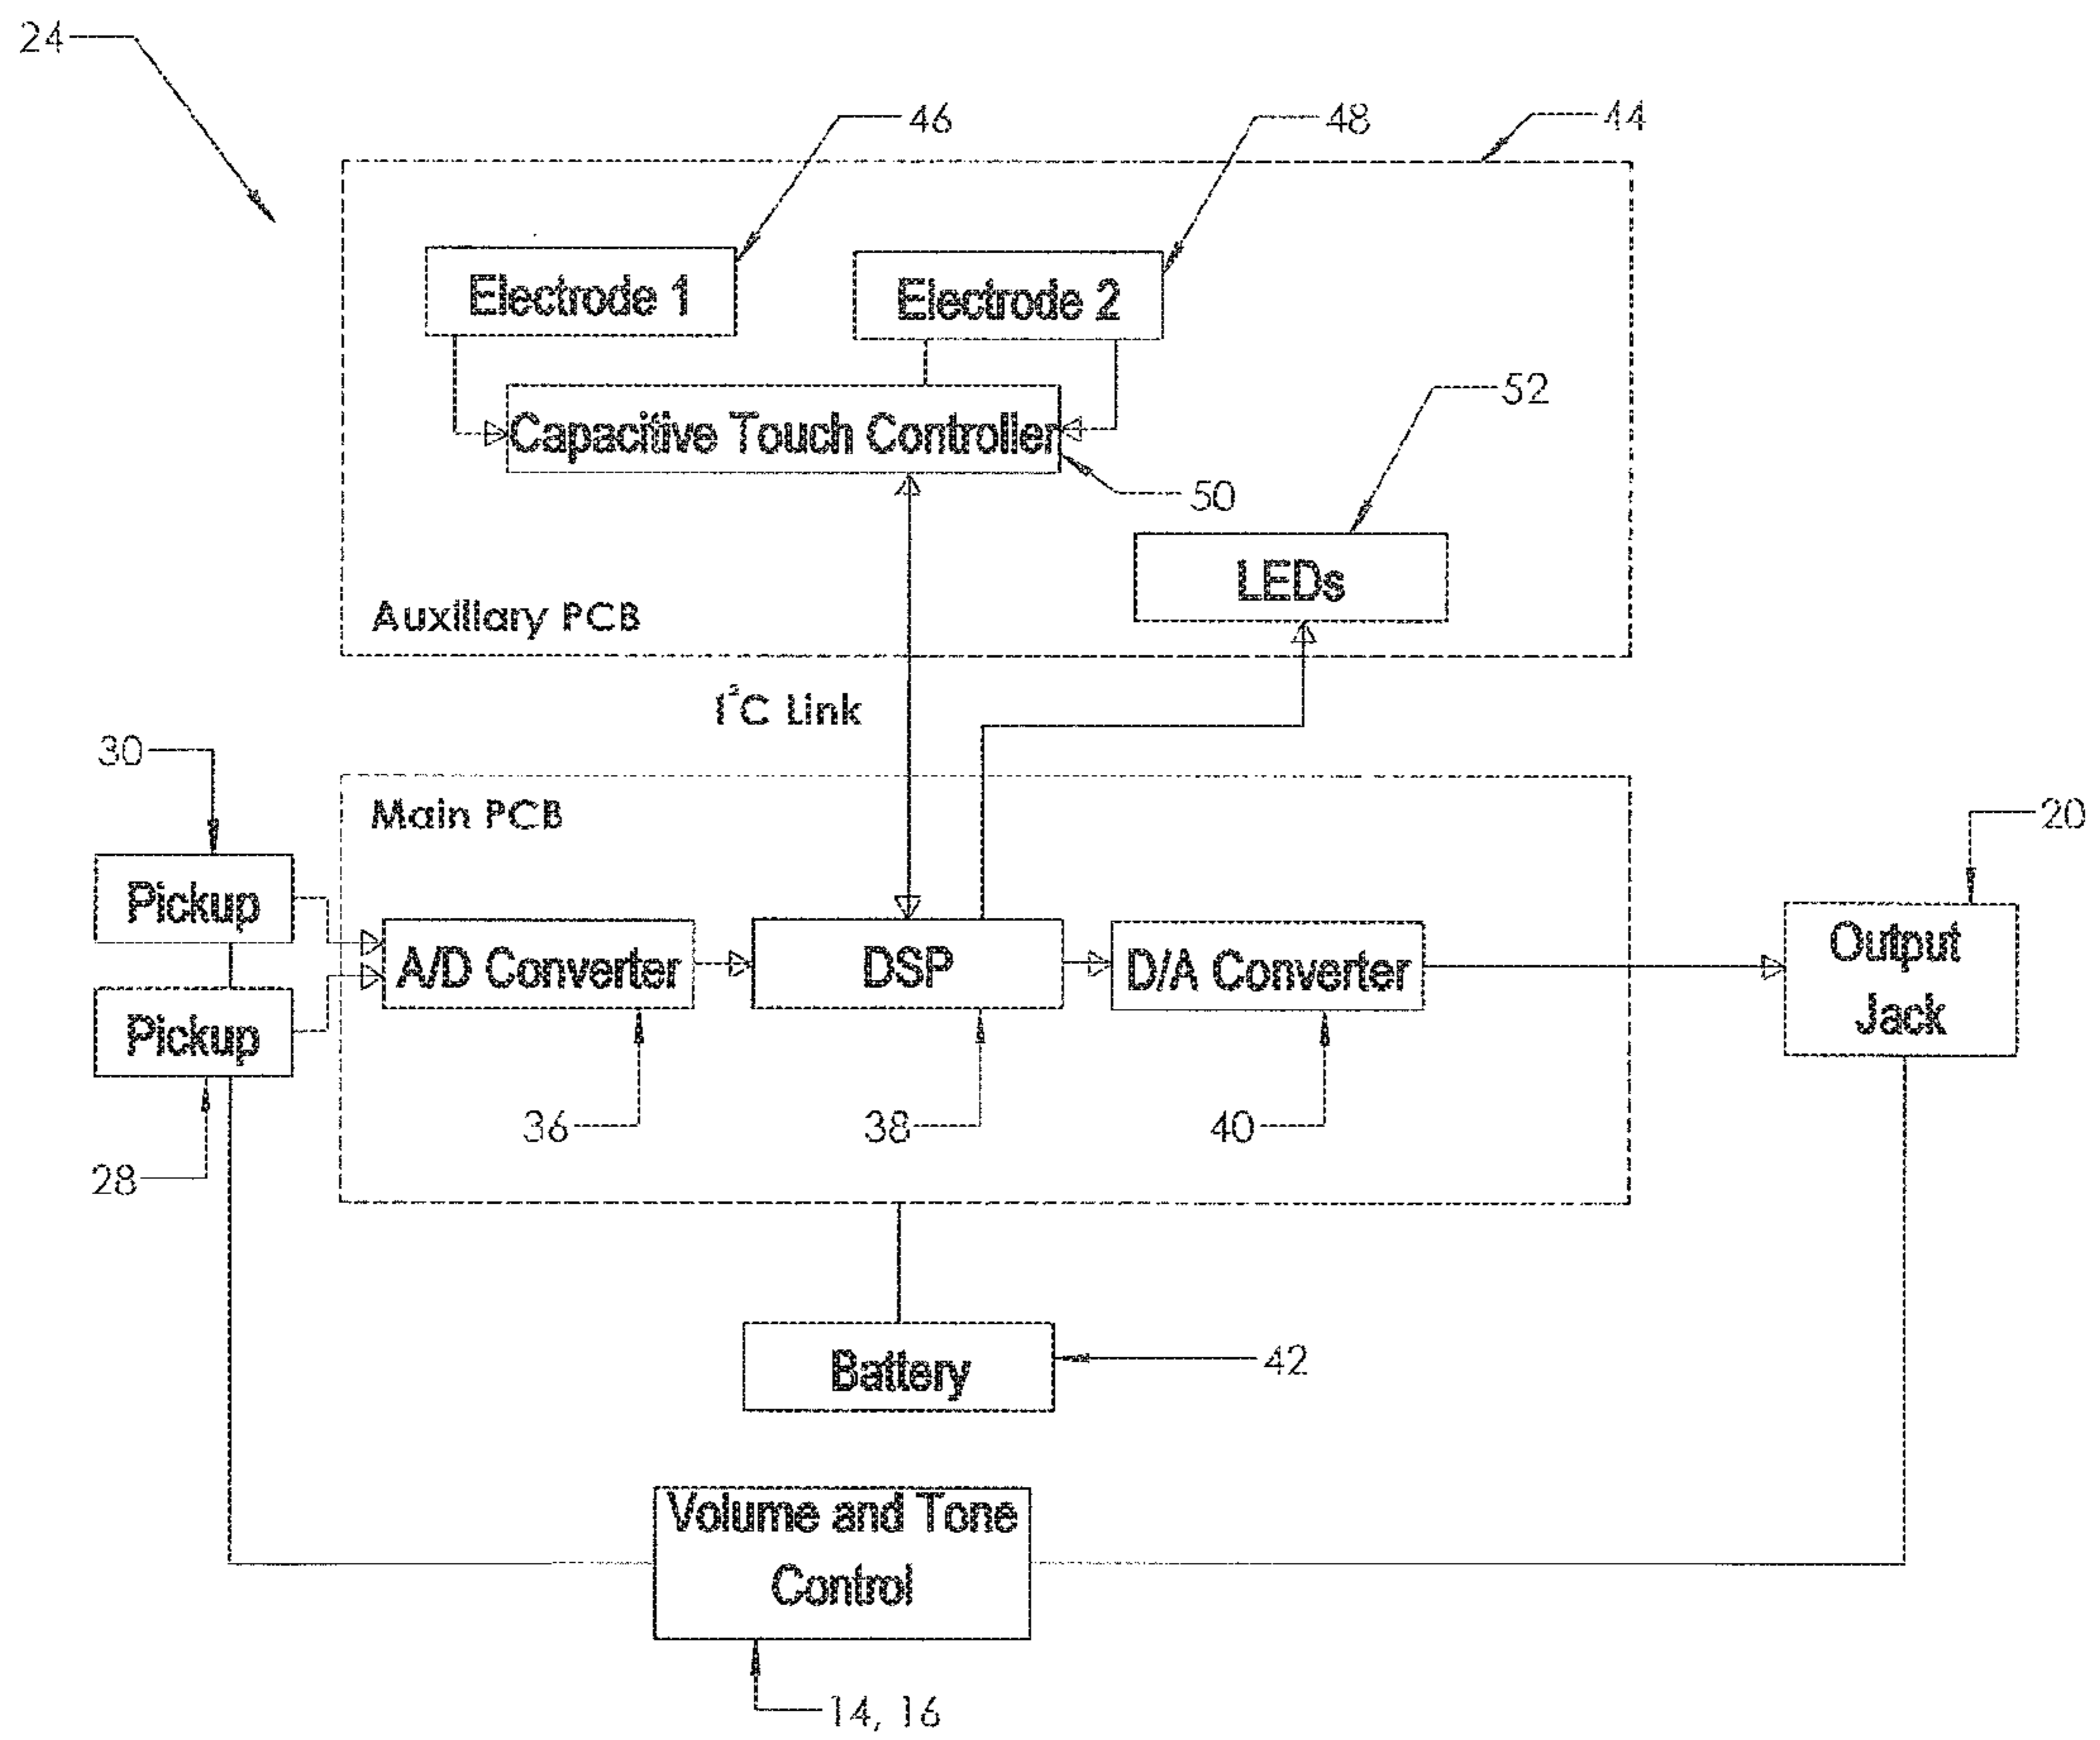 24
46
48
44
Electrode 1
Electrode 2
52
Capacitive Touch Controller
50
LEDs
Auxillary PCB
I²C Link
30
Main PCB
20
Pickup
Output
Jack
A/D Converter
DSP
D/A Converter
Pickup
36
38
40
28
Battery
42
Volume and Tone
Control
14, 16